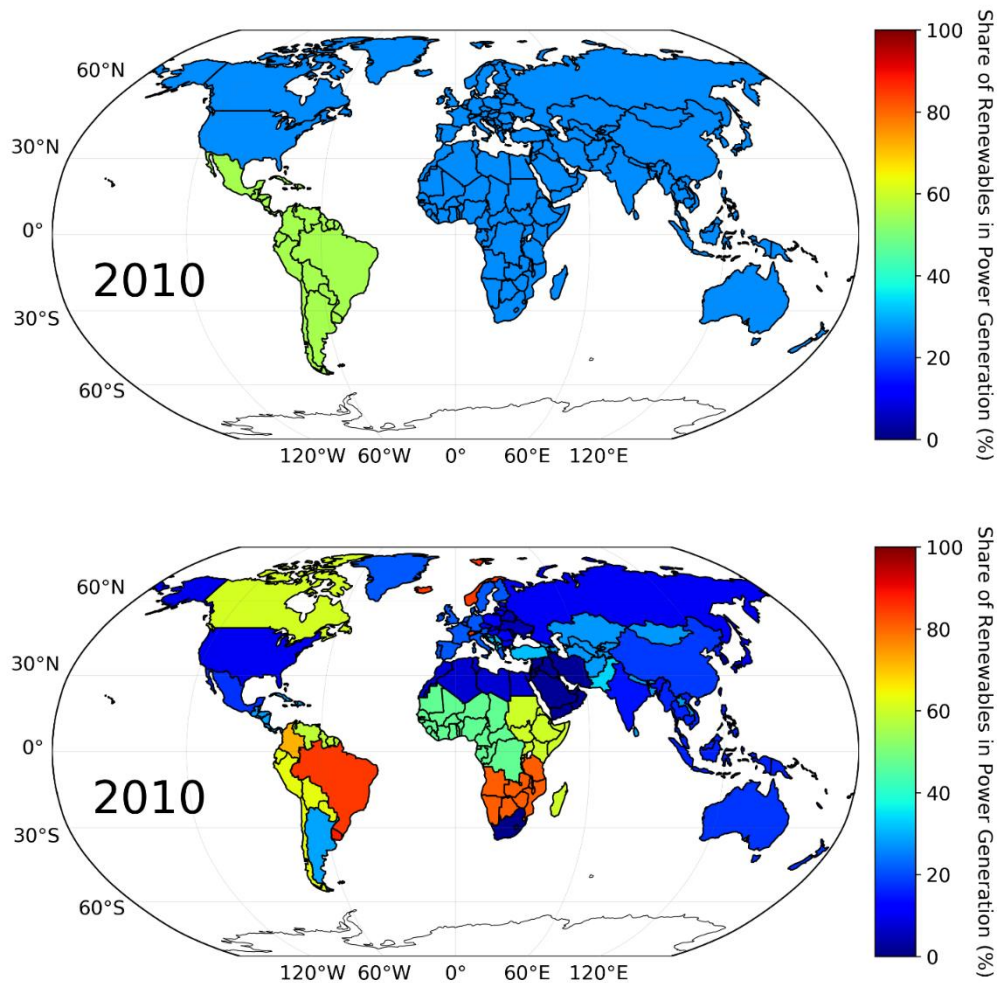 60°N
30°N
0°
30°S
60°S
2010
120°W 60°W 0° 60°E 120°E
100
80
60
40
20
0
Share of Renewables in Power Generation (%)
60°N
30°N
0°
30°S
60°S
2010
120°W 60°W 0° 60°E 120°E
100
80
60
40
20
0
Share of Renewables in Power Generation (%)